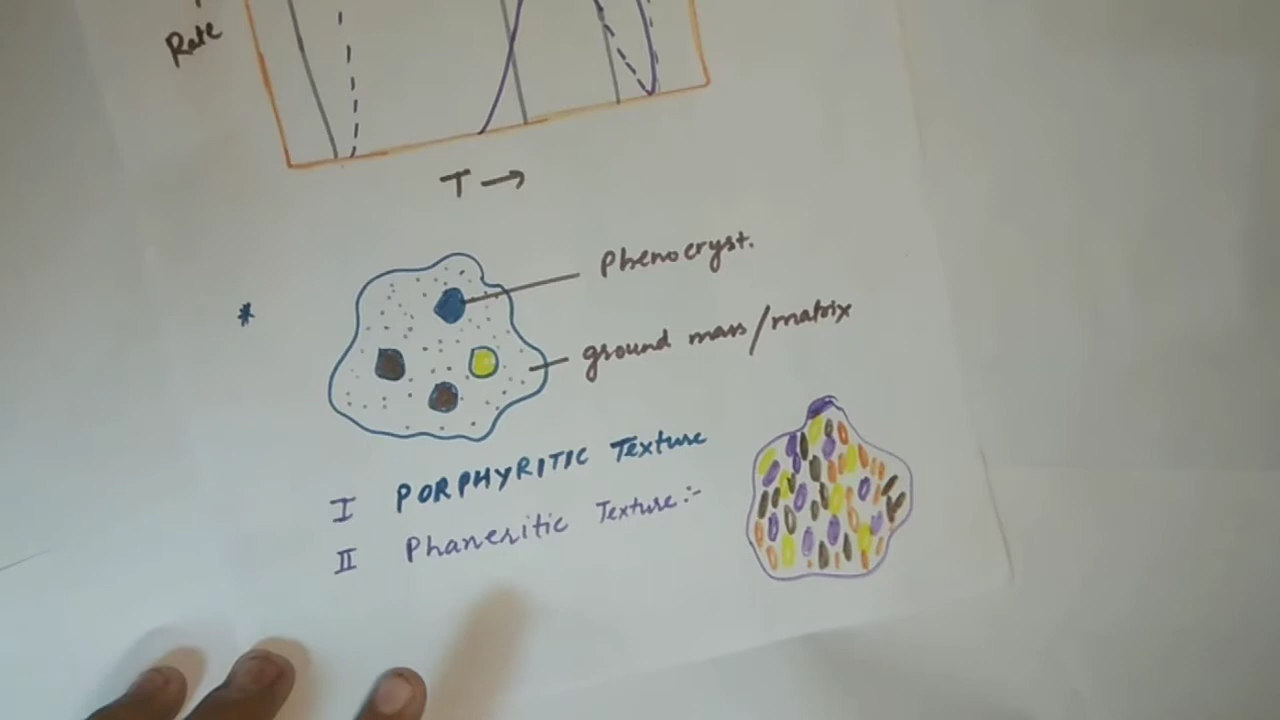 Rate
T →
Phenocryst.
ground mass/matrix
*
I PORPHYRITIC Texture
II Phaneritic Texture:-